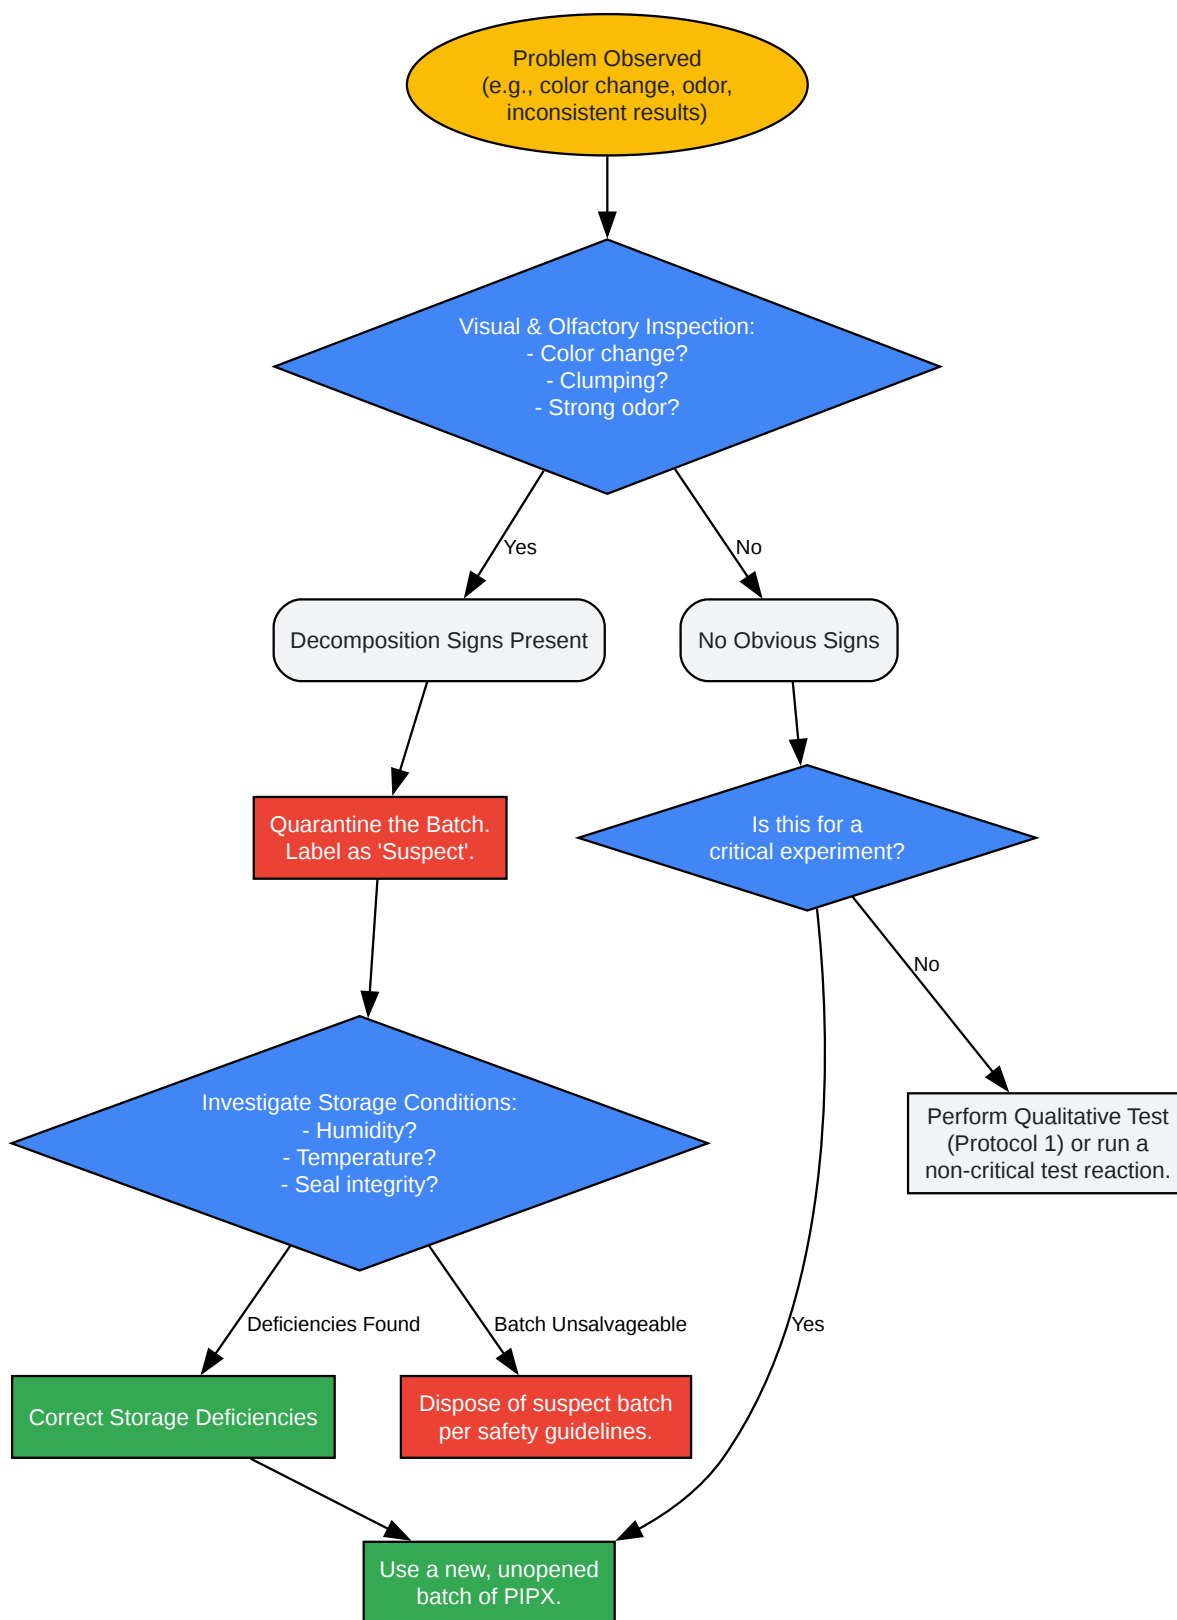 Problem Observed
(e.g., color change, odor,
inconsistent results)
Visual & Olfactory Inspection:
- Color change?
- Clumping?
- Strong odor?
Yes
No
Decomposition Signs Present
No Obvious Signs
Quarantine the Batch.
Label as 'Suspect'.
Is this for a
critical experiment?
No
Investigate Storage Conditions:
- Humidity?
- Temperature?
- Seal integrity?
Perform Qualitative Test
(Protocol 1) or run a
non-critical test reaction.
Deficiencies Found
Batch Unsalvageable
Yes
Correct Storage Deficiencies
Dispose of suspect batch
per safety guidelines.
Use a new, unopened
batch of PIPX.